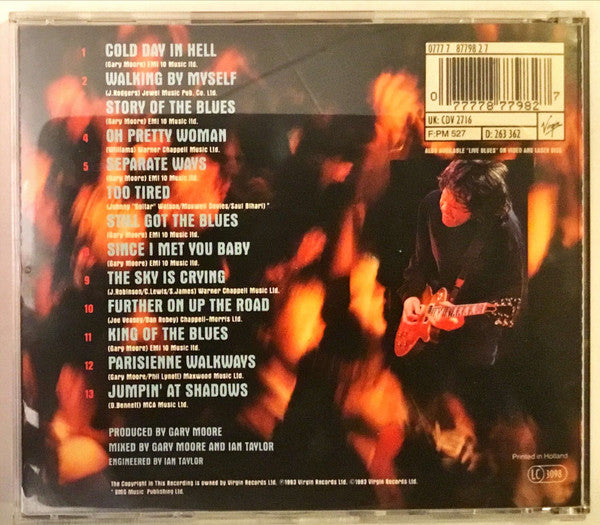 1 COLD DAY IN HELL
(Gary Moore) EMI 10 Music ltd.
2 WALKING BY MYSELF
(J.Rodgers) Jewel Music Pub. Co. Ltd.
STORY OF THE BLUES
(Gary Moore) EMI 10 Music ltd.
4 OH PRETTY WOMAN
(Williams) Warner Chappell Music Ltd.
5 SEPARATE WAYS
(Gary Moore) EMI 10 Music ltd.
TOO TIRED
(Johnny "Guitar" Watson/Maxwell Davies/Saul Bihari) *
STILL GOT THE BLUES
(Gary Moore) EMI 10 Music ltd.
SINCE I MET YOU BABY
(Gary Moore) EMI 10 Music ltd.
9 THE SKY IS CRYING
(J.Robinson/C.Lewis/S.James) Warner Chappell Music Ltd.
10 FURTHER ON UP THE ROAD
(Joe Veasey/Don Robey) Chappell-Morris Ltd.
11 KING OF THE BLUES
(Gary Moore) EMI 10 Music ltd.
12 PARISIENNE WALKWAYS
(Gary Moore/Phil Lynott) Maxwood Music Ltd.
13 JUMPIN' AT SHADOWS
(D.Bennett) MCA Music Ltd.
PRODUCED BY GARY MOORE
MIXED BY GARY MOORE AND IAN TAYLOR
ENGINEERED BY IAN TAYLOR
The Copyright in This Recording is owned by Virgin Records Ltd. ℗1993 Virgin Records Ltd. ©1993 Virgin Records Ltd.
* BMG Music Publishing Ltd.
0777 7 87798 2 7
0 77778 77982 7
UK: CDV 2716
F: PM 527 D: 263 362
Virgin
ALSO AVAILABLE "LIVE BLUES" ON VIDEO AND LASER DISC
Printed in Holland
LC 3098